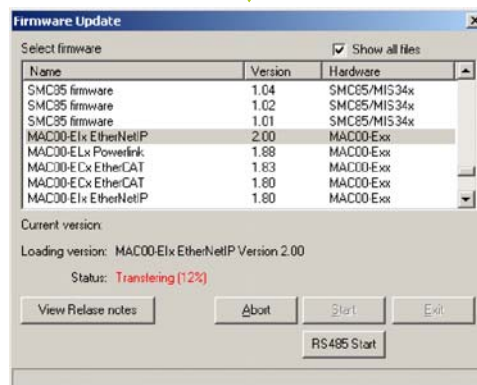 Firmware Update
Select firmware Show all files
Name Version Hardware
SMC85 firmware 1.04 SMC85/MIS34x
SMC85 firmware 1.02 SMC85/MIS34x
SMC85 firmware 1.01 SMC85/MIS34x
MAC00-EIx EtherNetIP 2.00 MAC00-Exx
MAC00-ELx Powerlink 1.88 MAC00-Exx
MAC00-ECx EtherCAT 1.83 MAC00-Exx
MAC00-ECx EtherCAT 1.80 MAC00-Exx
MAC00-EIx EtherNetIP 1.80 MAC00-Exx
Current version:
Loading version: MAC00-EIx EtherNetIP Version 2.00
Status: Transfering (12%)
View Relase notes Abort Start Exit
RS485 Start